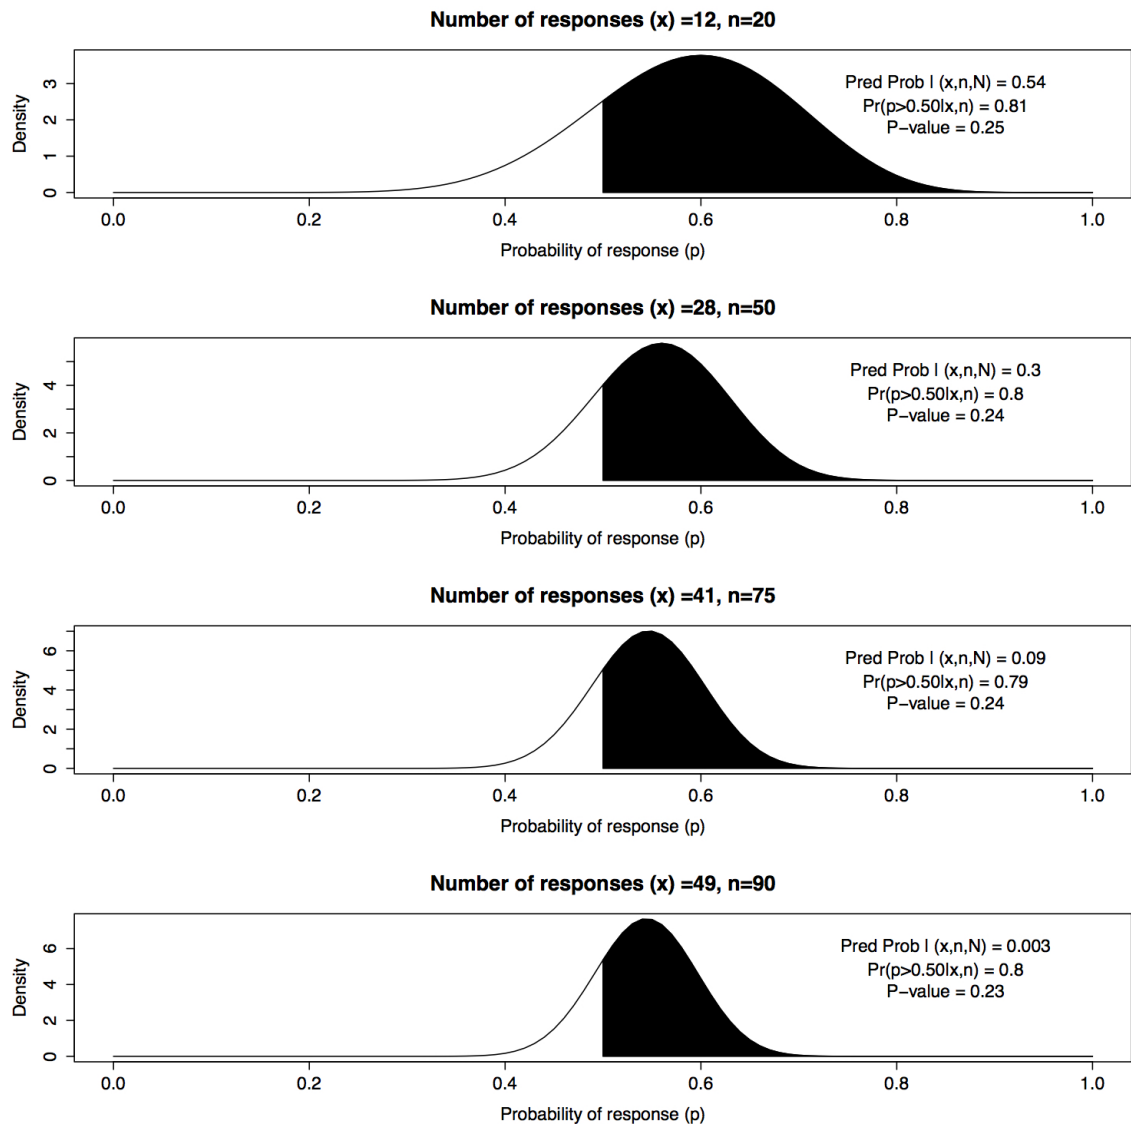 Number of responses (x) =12, n=20
Density
3
2
1
0
Pred Prob | (x,n,N) = 0.54
Pr(p>0.50|x,n) = 0.81
P−value = 0.25
0.0 0.2 0.4 0.6 0.8 1.0
Probability of response (p)
Number of responses (x) =28, n=50
Density
4
2
0
Pred Prob | (x,n,N) = 0.3
Pr(p>0.50|x,n) = 0.8
P−value = 0.24
0.0 0.2 0.4 0.6 0.8 1.0
Probability of response (p)
Number of responses (x) =41, n=75
Density
6
4
2
0
Pred Prob | (x,n,N) = 0.09
Pr(p>0.50|x,n) = 0.79
P−value = 0.24
0.0 0.2 0.4 0.6 0.8 1.0
Probability of response (p)
Number of responses (x) =49, n=90
Density
6
4
2
0
Pred Prob | (x,n,N) = 0.003
Pr(p>0.50|x,n) = 0.8
P−value = 0.23
0.0 0.2 0.4 0.6 0.8 1.0
Probability of response (p)